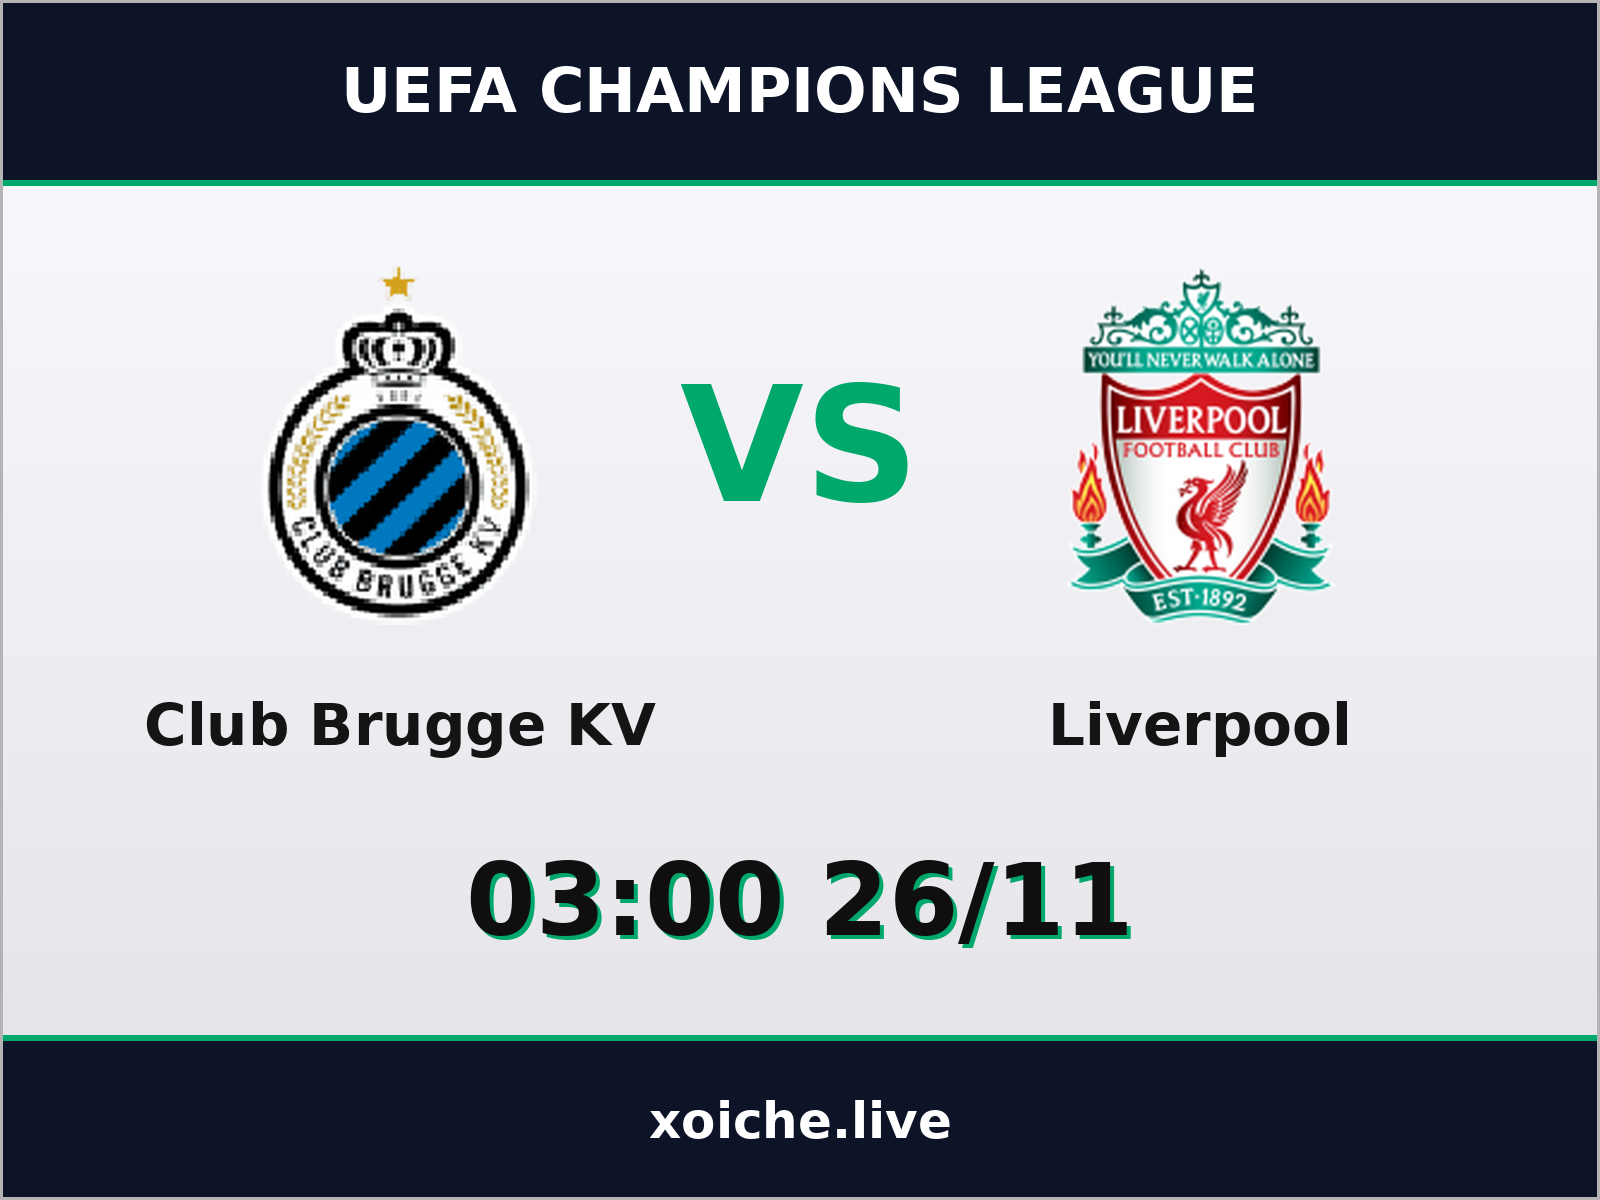 UEFA CHAMPIONS LEAGUE
CLUB BRUGGE KV
VS
YOU'LL NEVER WALK ALONE
LIVERPOOL
FOOTBALL CLUB
EST·1892
Club Brugge KV
Liverpool
03:00 26/11
xoiche.live